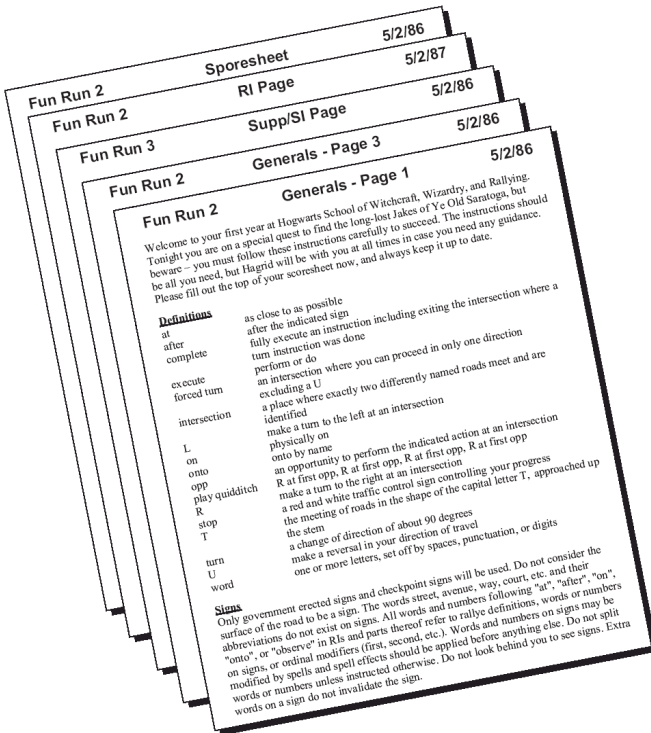 Fun Run 2 Sporesheet 5/2/86
Fun Run 2 RI Page 5/2/87
Fun Run 3 Supp/SI Page 5/2/86
Fun Run 2 Generals - Page 3 5/2/86
Fun Run 2 Generals - Page 1 5/2/86
Welcome to your first year at Hogwarts School of Witchcraft, Wizardry, and Rallying.
Tonight you are on a special quest to find the long-lost Jakes of Ye Old Saratoga, but
beware – you must follow these instructions carefully to succeed. The instructions should
be all you need, but Hagrid will be with you at all times in case you need any guidance.
Please fill out the top of your scoresheet now, and always keep it up to date.
Definitions
at as close to as possible
after after the indicated sign
complete fully execute an instruction including exiting the intersection where a
turn instruction was done
execute perform or do
forced turn an intersection where you can proceed in only one direction
excluding a U
intersection a place where exactly two differently named roads meet and are
identified
L make a turn to the left at an intersection
on physically on
onto onto by name
opp an opportunity to perform the indicated action at an intersection
play quidditch R at first opp, R at first opp, R at first opp, R at first opp
R make a turn to the right at an intersection
stop a red and white traffic control sign controlling your progress
T the meeting of roads in the shape of the capital letter T, approached up
the stem
turn a change of direction of about 90 degrees
U make a reversal in your direction of travel
word one or more letters, set off by spaces, punctuation, or digits
Signs
Only government erected signs and checkpoint signs will be used. Do not consider the
surface of the road to be a sign. The words street, avenue, way, court, etc. and their
abbreviations do not exist on signs. All words and numbers following "at", "after", "on",
"onto", or "observe" in RIs and parts thereof refer to rallye definitions, words or numbers
on signs, or ordinal modifiers (first, second, etc.). Words and numbers on signs may be
modified by spells and spell effects should be applied before anything else. Do not split
words or numbers unless instructed otherwise. Do not look behind you to see signs. Extra
words on a sign do not invalidate the sign.